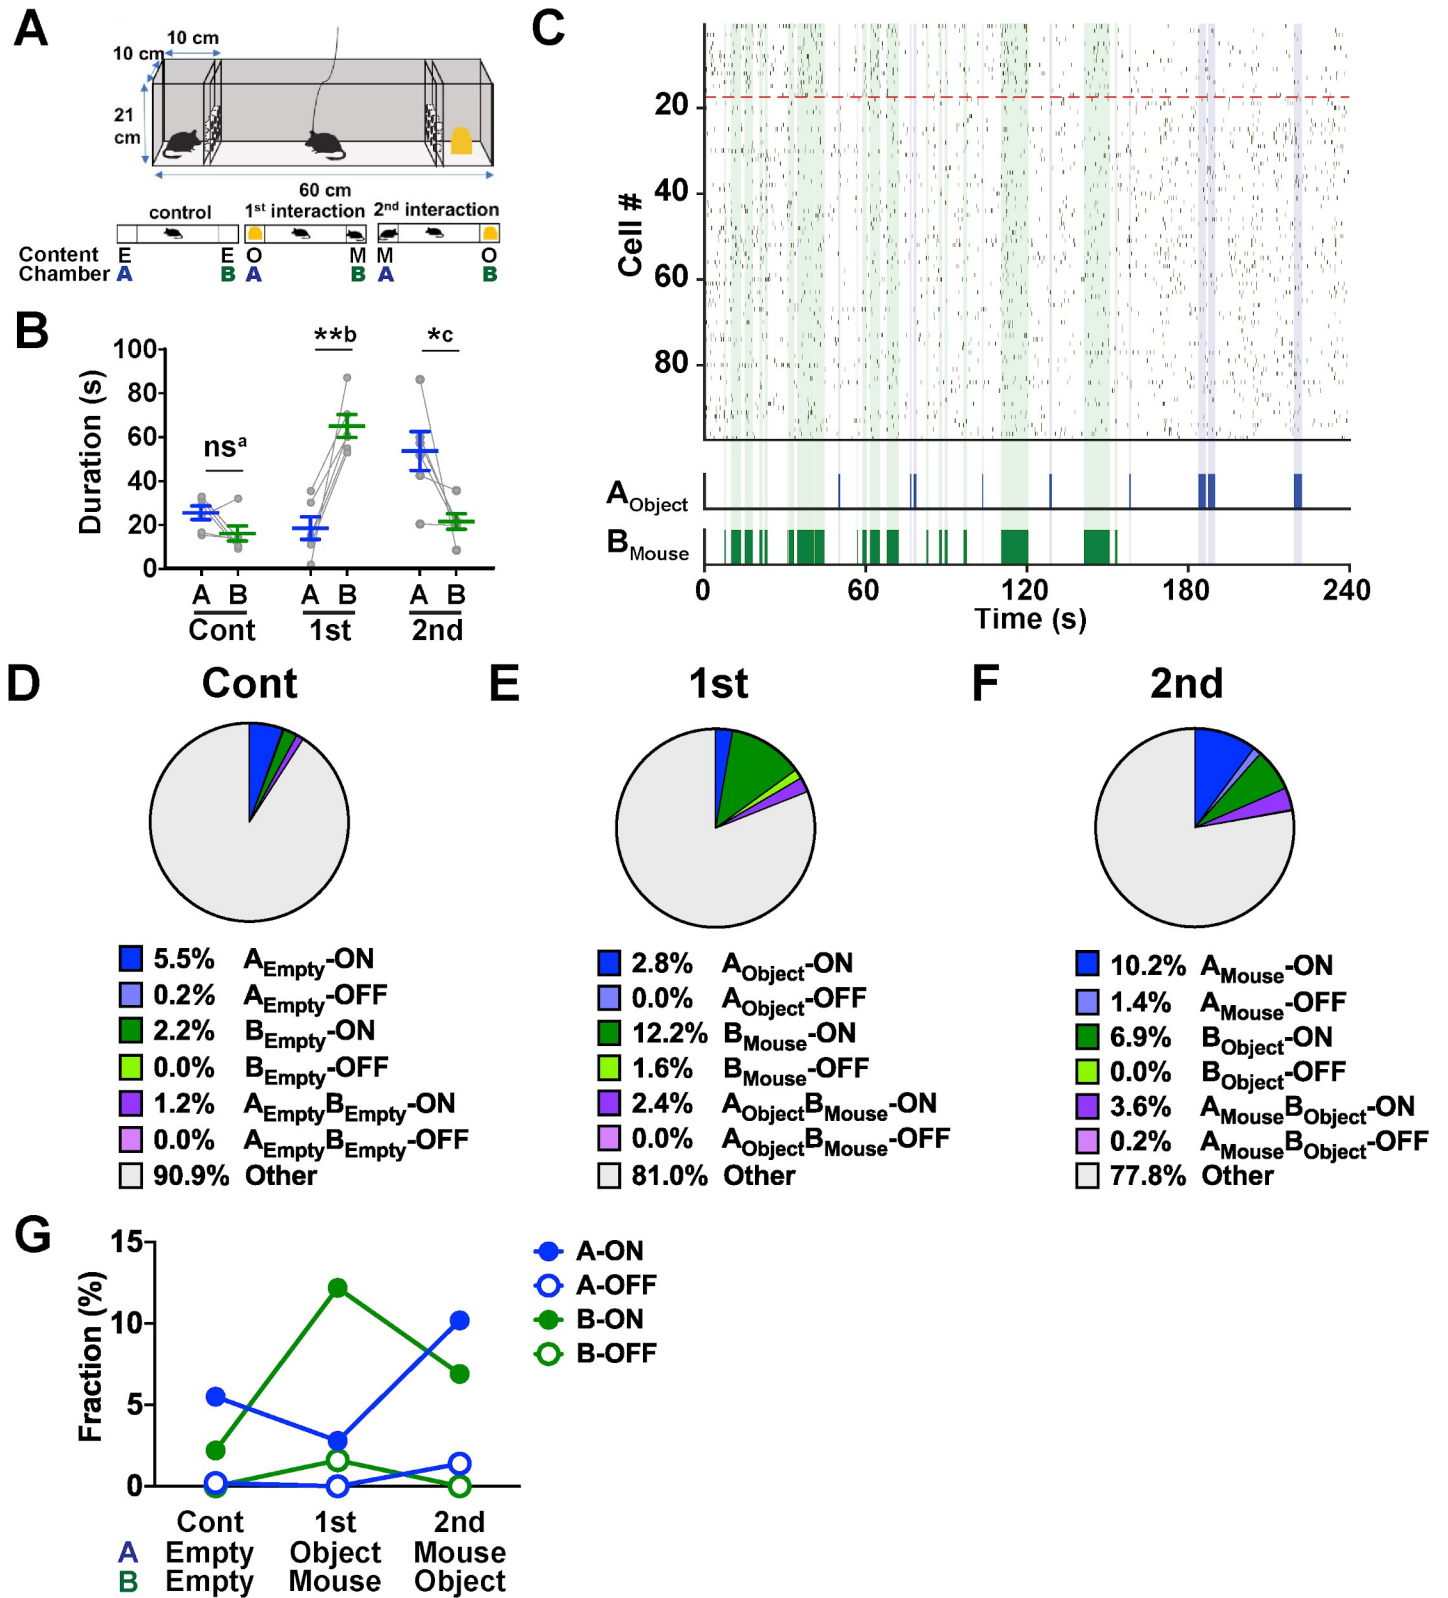 A
10 cm
10 cm
21
cm
60 cm
control
1st interaction
2nd interaction
Content E E O M M O
Chamber A B A B A B
B
Duration (s)
100
80
60
40
20
0
nsa
**b
*c
A B A B A B
Cont 1st 2nd
C
Cell #
20
40
60
80
AObject
BMouse
0 60 120 180 240
Time (s)
D
Cont
5.5% AEmpty-ON
0.2% AEmpty-OFF
2.2% BEmpty-ON
0.0% BEmpty-OFF
1.2% AEmptyBEmpty-ON
0.0% AEmptyBEmpty-OFF
90.9% Other
E
1st
2.8% AObject-ON
0.0% AObject-OFF
12.2% BMouse-ON
1.6% BMouse-OFF
2.4% AObjectBMouse-ON
0.0% AObjectBMouse-OFF
81.0% Other
F
2nd
10.2% AMouse-ON
1.4% AMouse-OFF
6.9% BObject-ON
0.0% BObject-OFF
3.6% AMouseBObject-ON
0.2% AMouseBObject-OFF
77.8% Other
G
Fraction (%)
15
10
5
0
A-ON
A-OFF
B-ON
B-OFF
Cont 1st 2nd
A Empty Object Mouse
B Empty Mouse Object